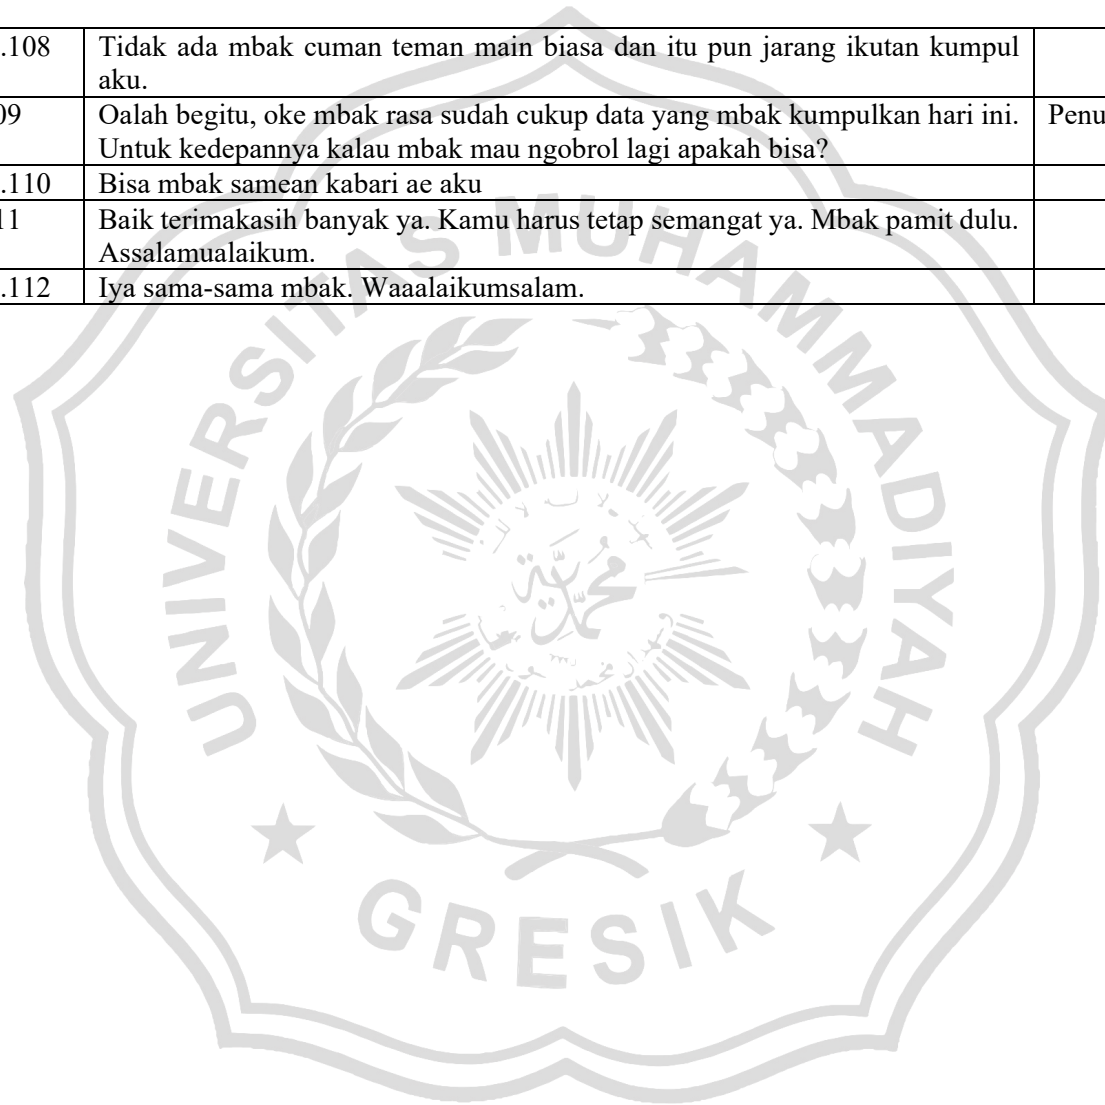 .108 Tidak ada mbak cuman teman main biasa dan itu pun jarang ikutan kumpul
aku.
09 Oalah begitu, oke mbak rasa sudah cukup data yang mbak kumpulkan hari ini. Penu
Untuk kedepannya kalau mbak mau ngobrol lagi apakah bisa?
.110 Bisa mbak samean kabari ae aku
11 Baik terimakasih banyak ya. Kamu harus tetap semangat ya. Mbak pamit dulu.
Assalamualaikum.
.112 Iya sama-sama mbak. Waaalaikumsalam.
UNIVERSITAS MUHAMMADIYAH
GRESIK